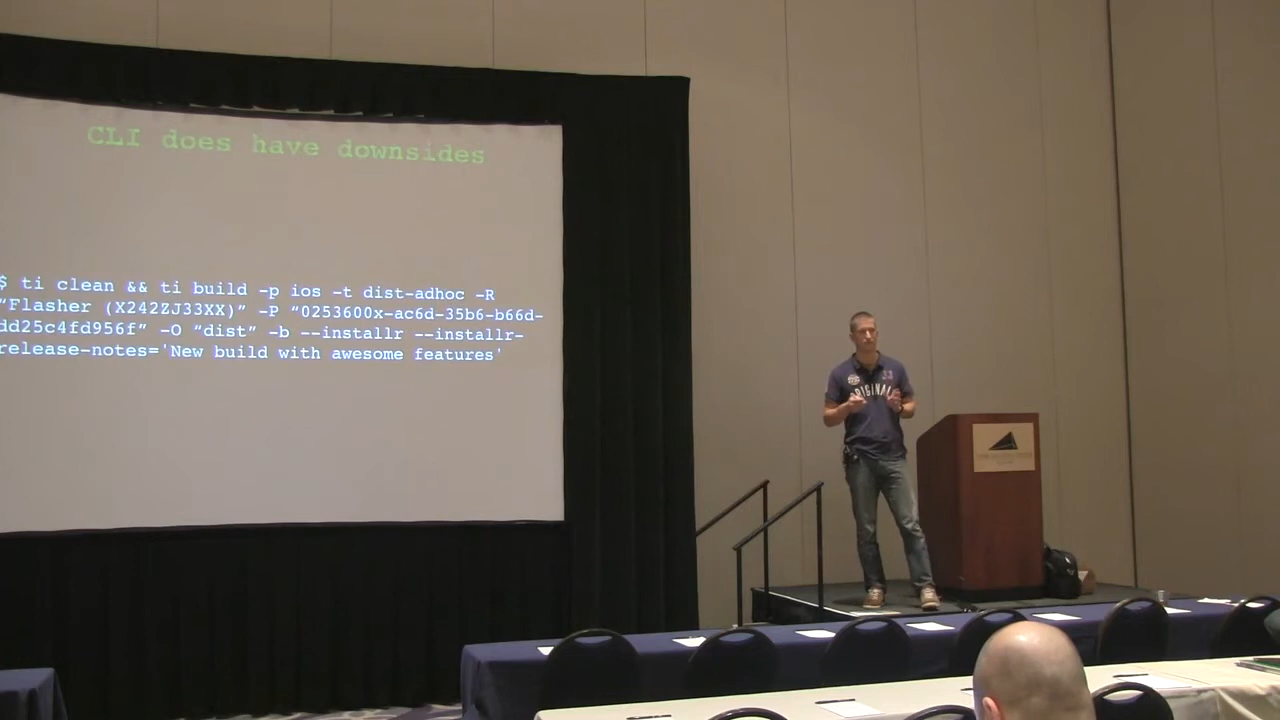 CLI does have downsides
$ ti clean && ti build -p ios -t dist-adhoc -R
“Flasher (X242ZJ33XX)” -P “0253600x-ac6d-35b6-b66d-
dd25c4fd956f” -O “dist” -b --installr --installr-
release-notes='New build with awesome features'
ORIGINAL